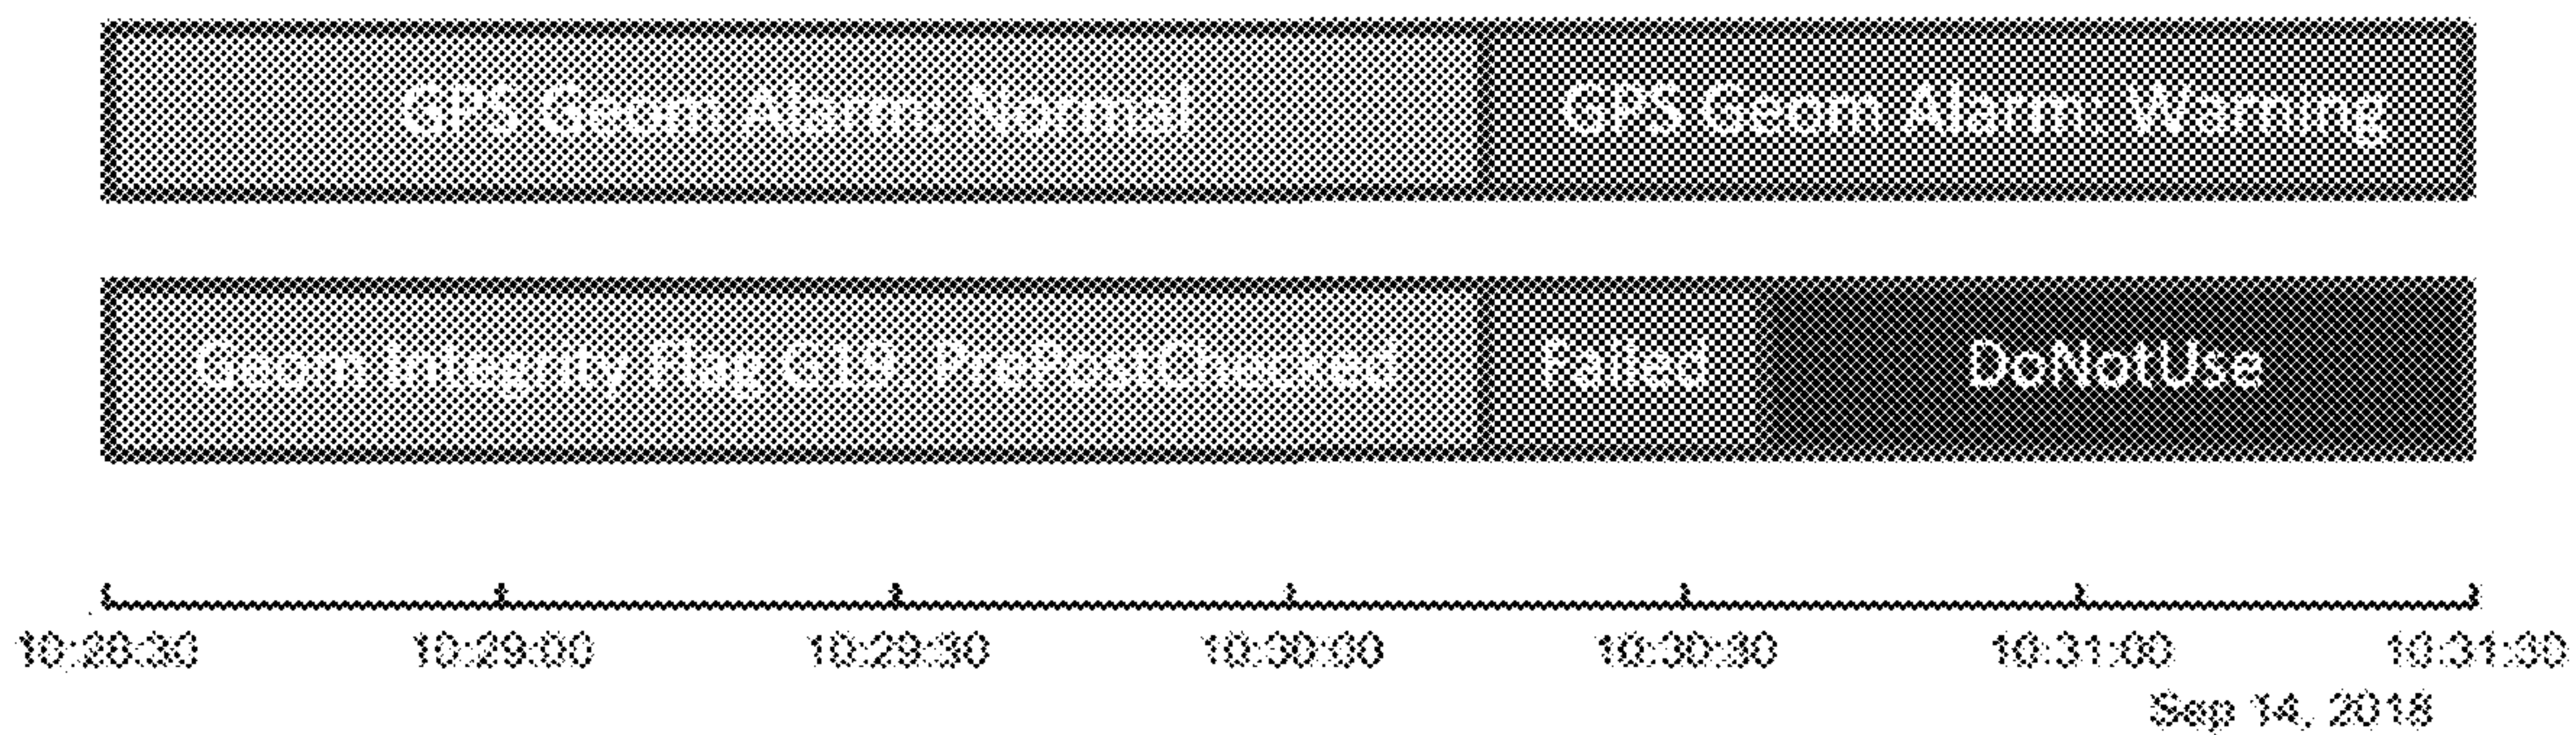 GPS Geom Alarm: Normal GPS Geom Alarm: Warning
Geom Integrity Flag G19: PrePostChecked Failed DoNotUse
10:28:30 10:29:00 10:29:30 10:30:00 10:30:30 10:31:00 10:31:30
Sep 14, 2018